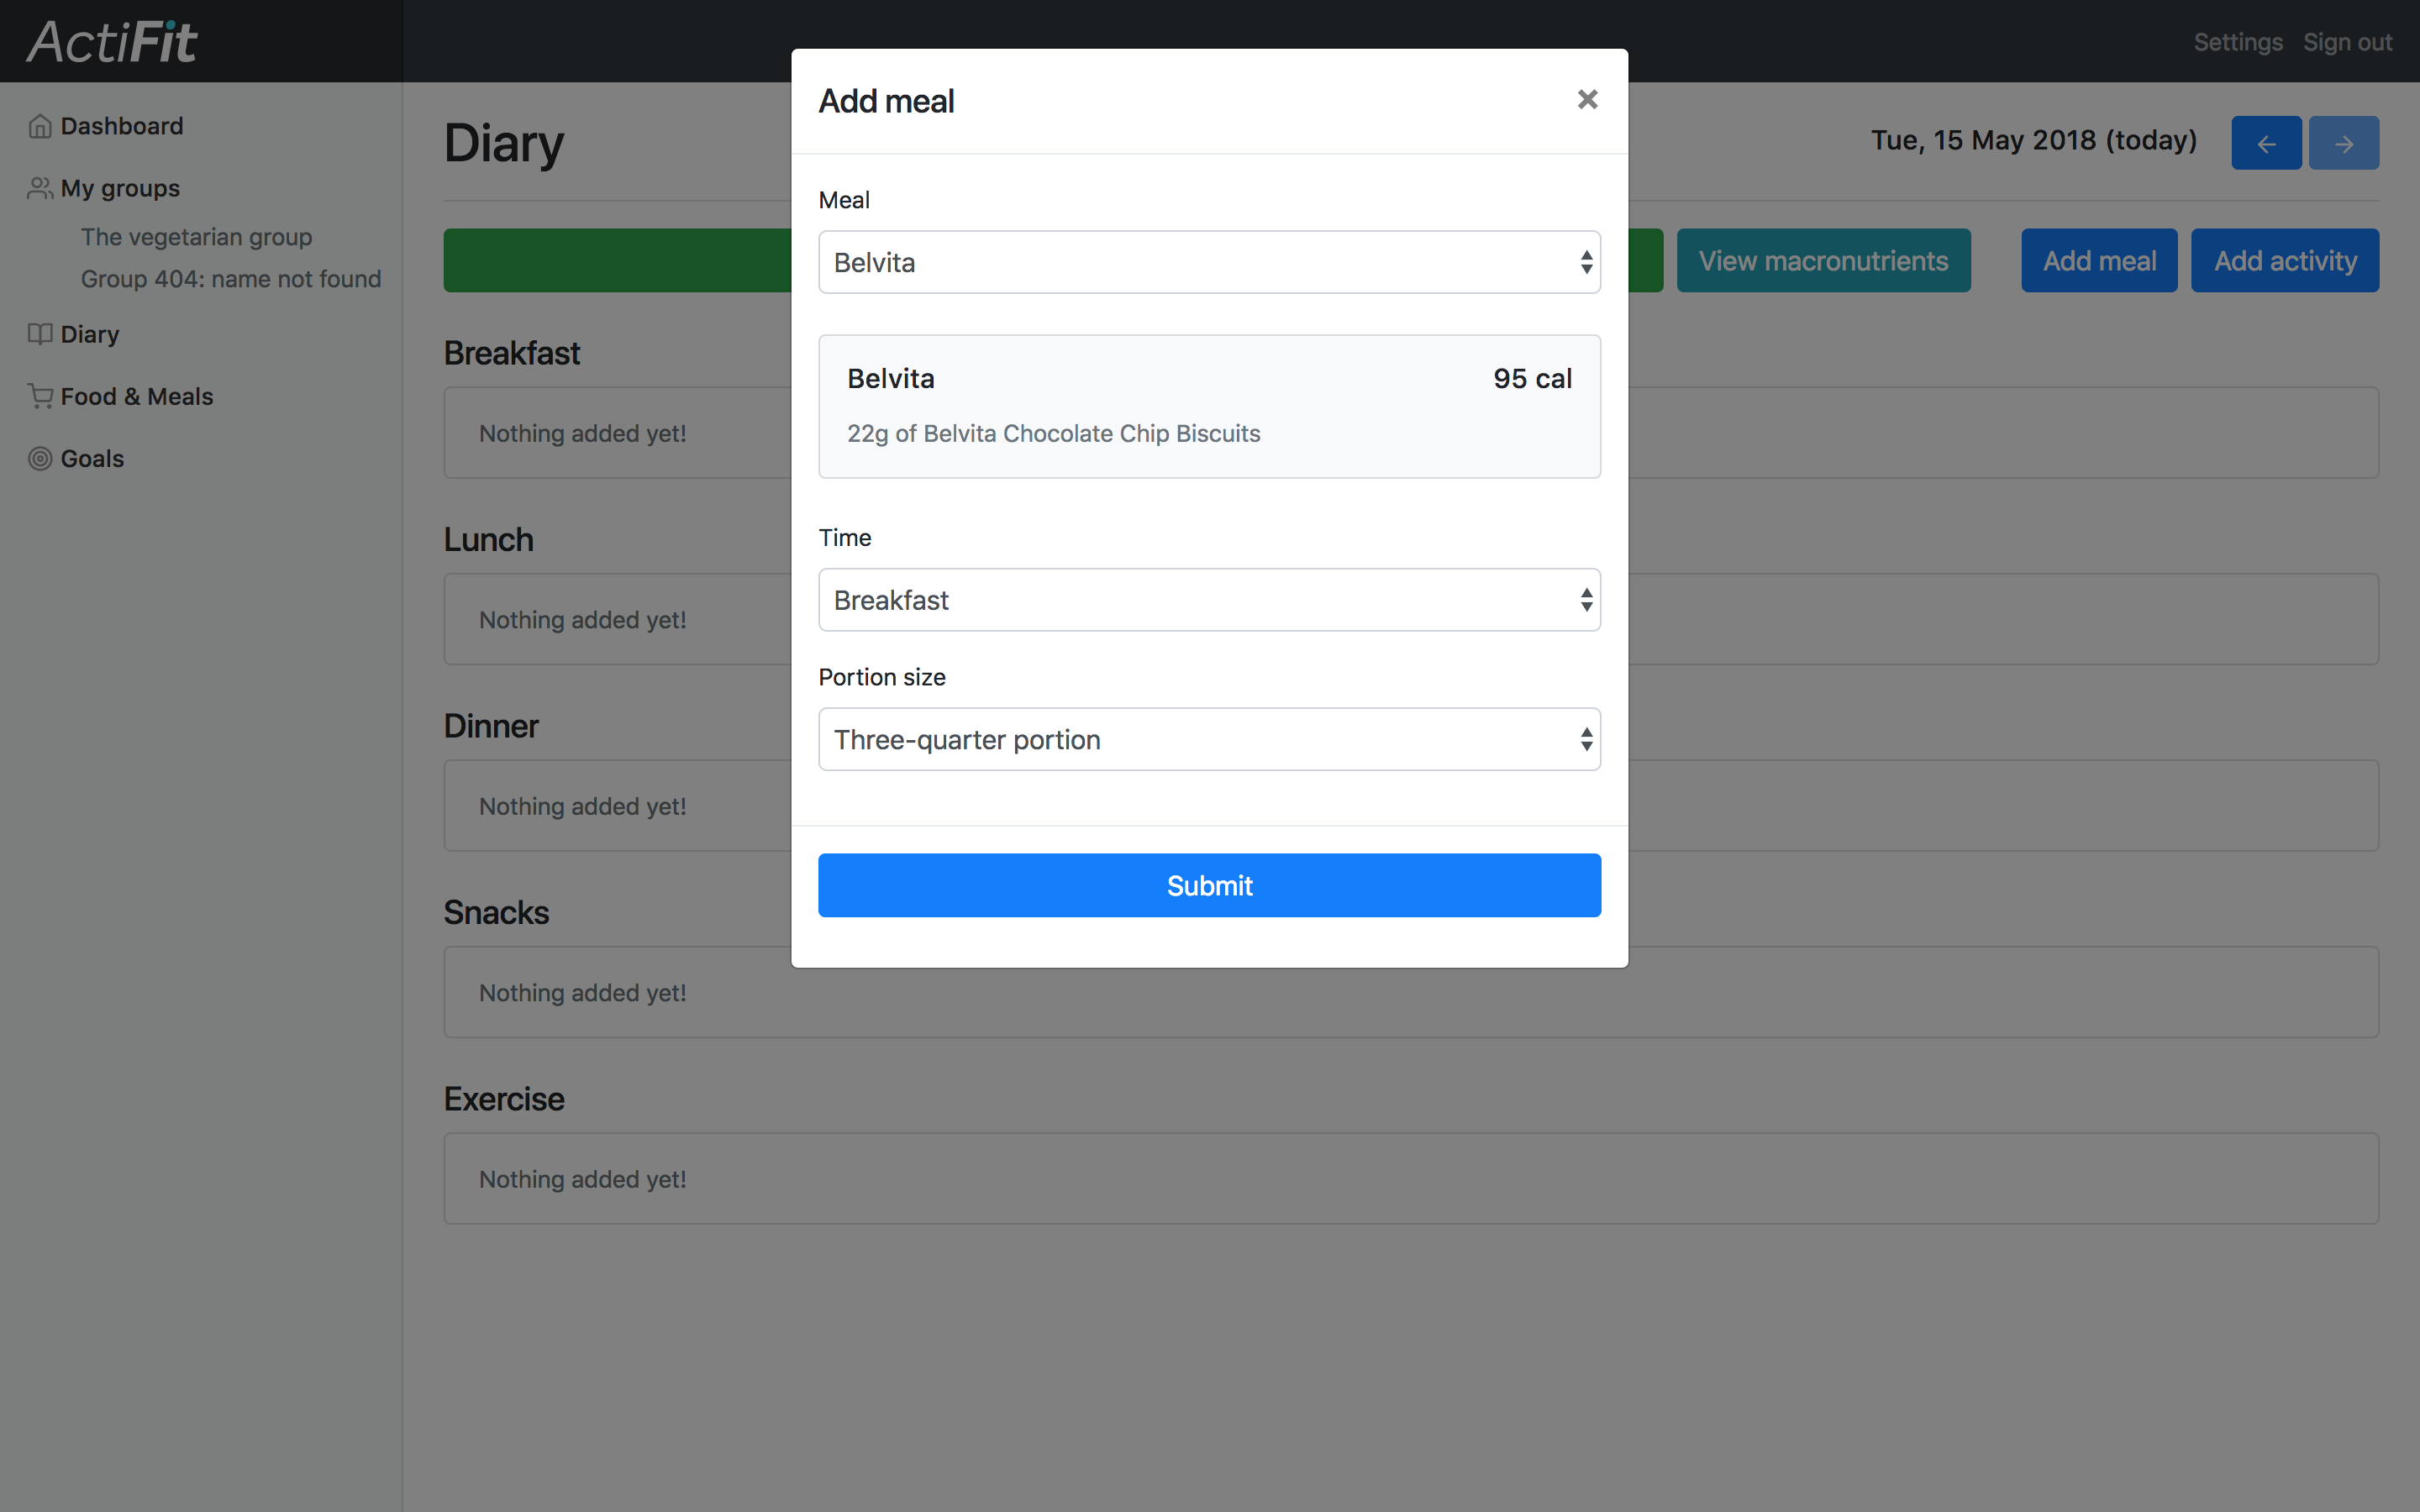 ActiFit
Settings Sign out
Dashboard
My groups
The vegetarian group
Group 404: name not found
Diary
Food & Meals
Goals
Diary
Tue, 15 May 2018 (today)
View macronutrients
Add meal
Add activity
Breakfast
Nothing added yet!
Lunch
Nothing added yet!
Dinner
Nothing added yet!
Snacks
Nothing added yet!
Exercise
Nothing added yet!
Add meal
Meal
Belvita
Belvita 95 cal
22g of Belvita Chocolate Chip Biscuits
Time
Breakfast
Portion size
Three-quarter portion
Submit